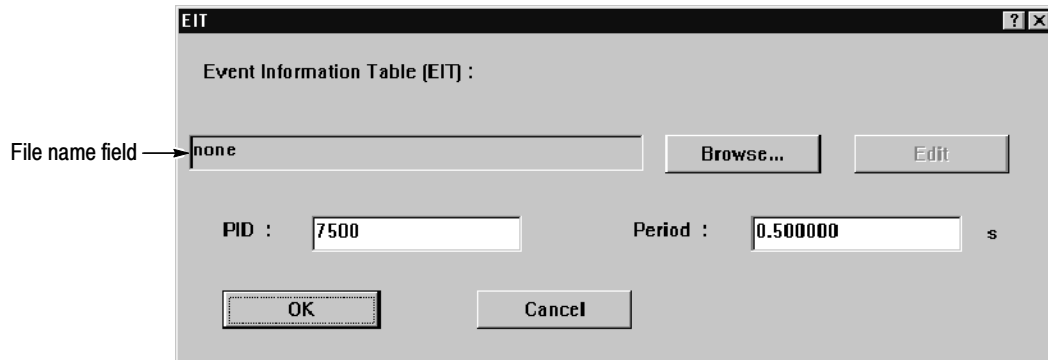 EIT
Event Information Table (EIT) :
File name field
none
Browse...
Edit
PID :
7500
Period :
0.500000
s
OK
Cancel